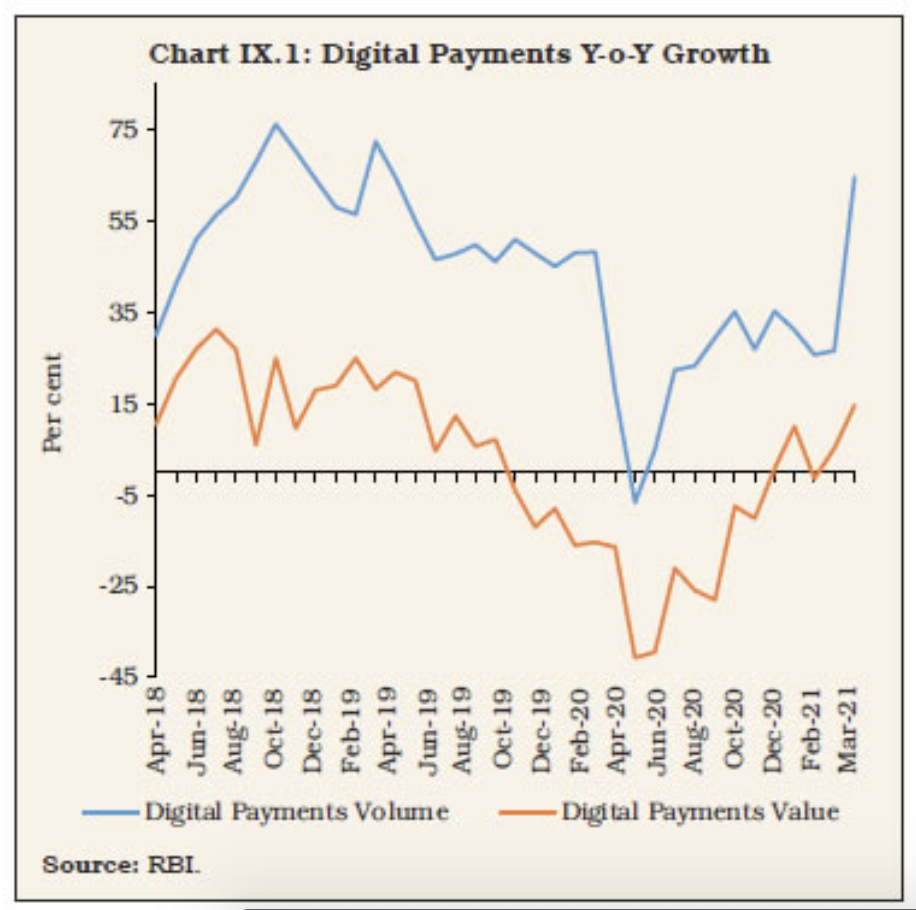 Chart IX.1: Digital Payments Y-o-Y Growth
75
55
35
15
-5
-25
-45
Per cent
Apr-18
Jun-18
Aug-18
Oct-18
Dec-18
Feb-19
Apr-19
Jun-19
Aug-19
Oct-19
Dec-19
Feb-20
Apr-20
Jun-20
Aug-20
Oct-20
Dec-20
Feb-21
Mar-21
Digital Payments Volume
Digital Payments Value
Source: RBI.